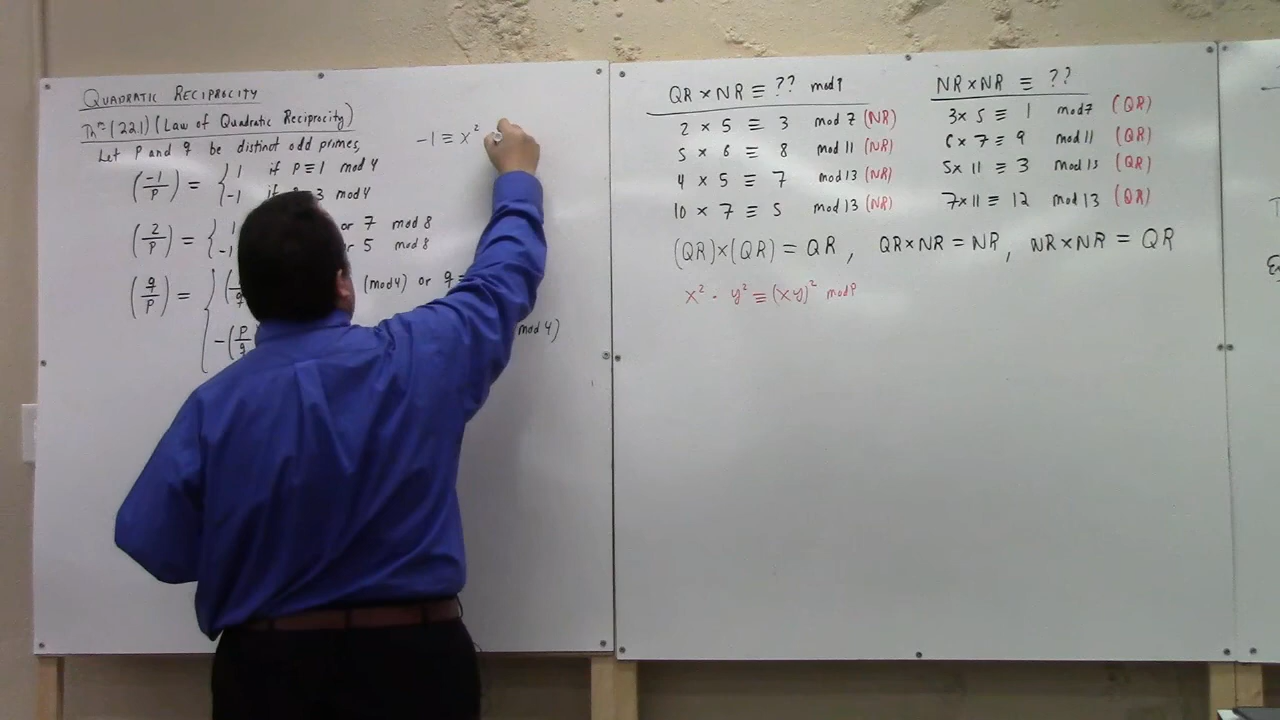 QUADRATIC RECIPROCITY
Thm (22.1) (Law of Quadratic Reciprocity)
Let p and q be distinct odd primes,
(-1/p) = { 1 if p ≡ 1 mod 4
-1 if 3 mod 4
(2/p) = { 1 or 7 mod 8
-1 or 5 mod 8
(q/p) = { (mod 4) or q ≡
-(p/q) mod 4)
-1 ≡ x²
QR × NR ≡ ?? mod p
2 × 5 ≡ 3 mod 7 (NR)
5 × 6 ≡ 8 mod 11 (NR)
4 × 5 ≡ 7 mod 13 (NR)
10 × 7 ≡ 5 mod 13 (NR)
NR × NR ≡ ??
3 × 5 ≡ 1 mod 7 (QR)
6 × 7 ≡ 9 mod 11 (QR)
5 × 11 ≡ 3 mod 13 (QR)
7 × 11 ≡ 12 mod 13 (QR)
(QR)×(QR) = QR, QR×NR = NR, NR×NR = QR
x² · y² ≡ (xy)² mod p